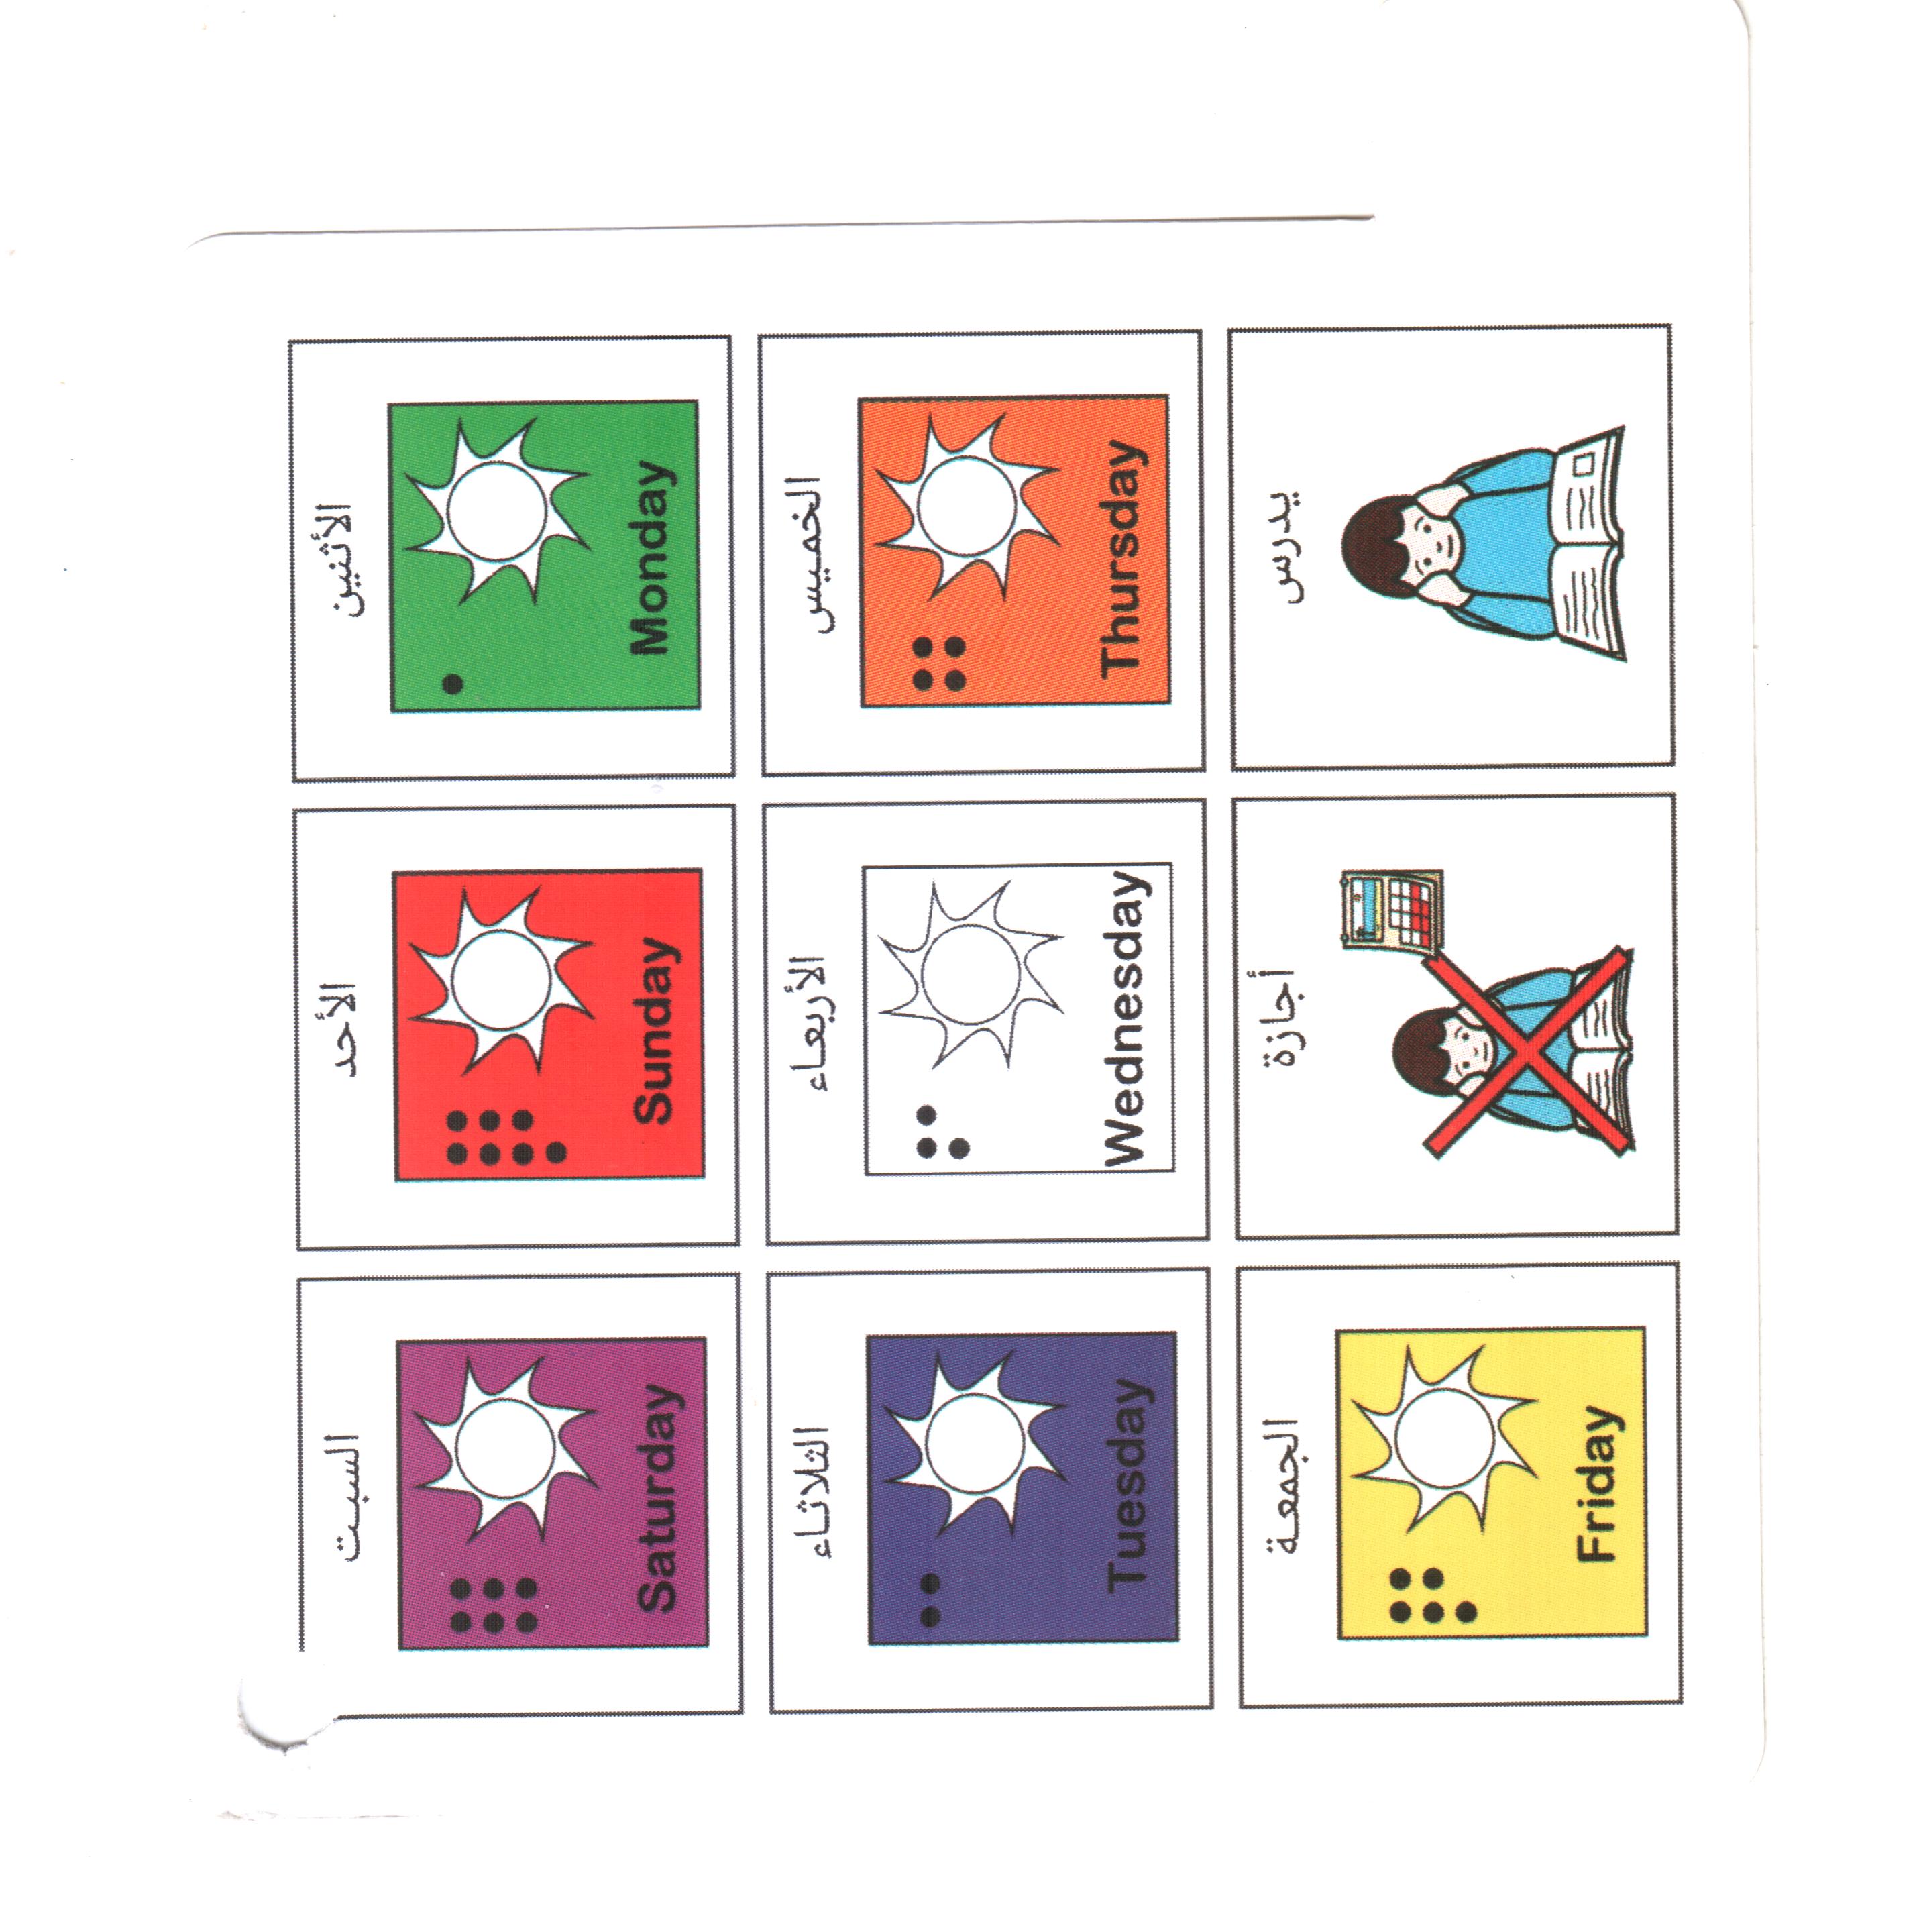 السبت
Saturday
الأحد
Sunday
الأثنين
Monday
الثلاثاء
Tuesday
الأربعاء
Wednesday
الخميس
Thursday
الجمعة
Friday
أجازة
يدرس